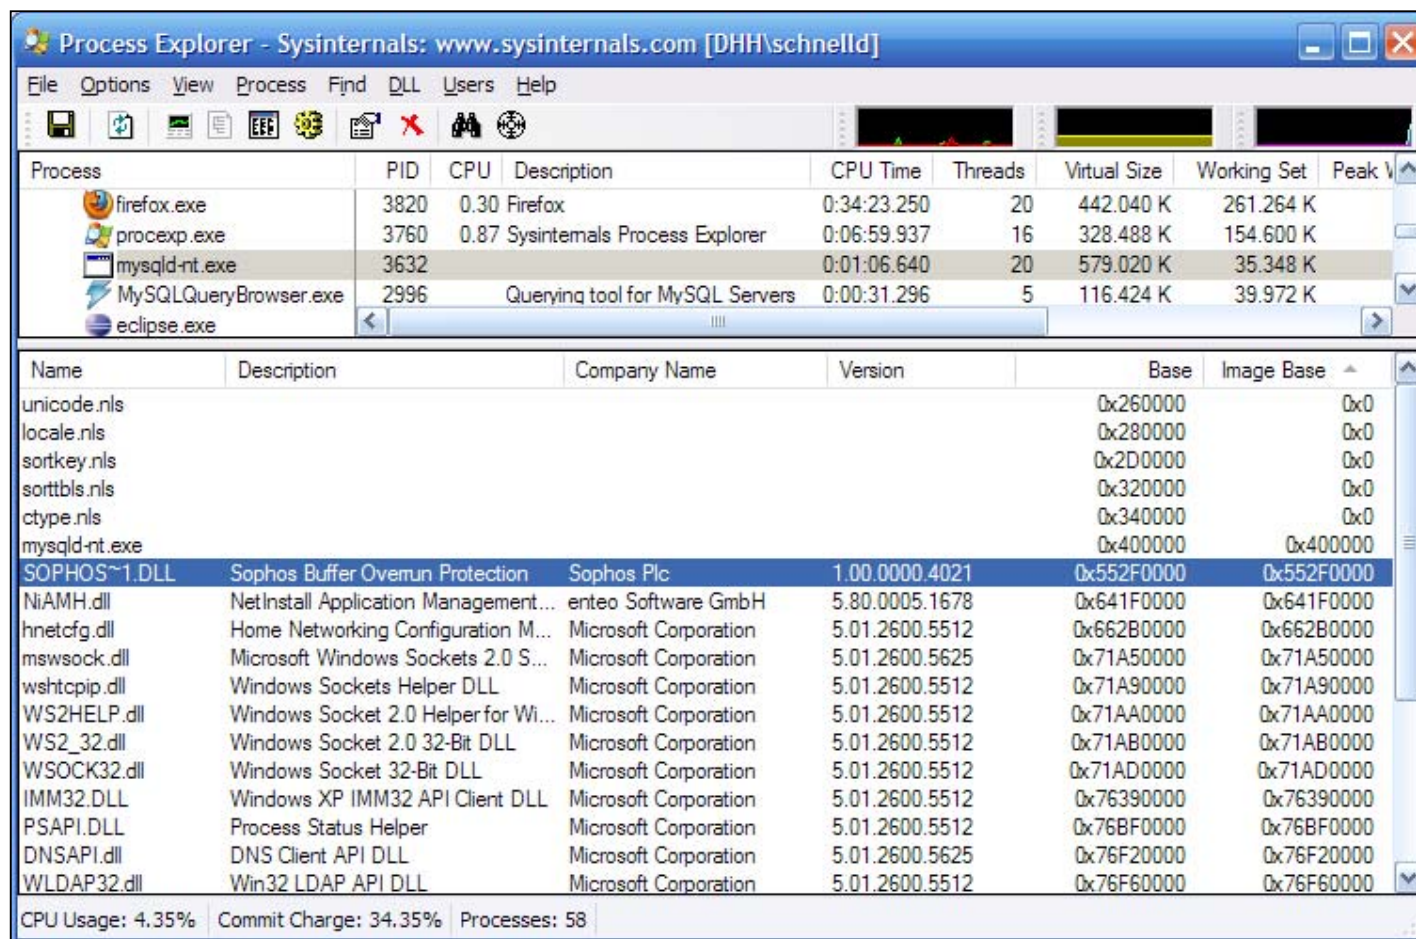 Process Explorer - Sysinternals: www.sysinternals.com [DHH\schnelld]
File Options View Process Find DLL Users Help
Process PID CPU Description CPU Time Threads Virtual Size Working Set Peak
firefox.exe 3820 0.30 Firefox 0:34:23.250 20 442.040 K 261.264 K
procexp.exe 3760 0.87 Sysinternals Process Explorer 0:06:59.937 16 328.488 K 154.600 K
mysqld-nt.exe 3632 0:01:06.640 20 579.020 K 35.348 K
MySQLQueryBrowser.exe 2996 Querying tool for MySQL Servers 0:00:31.296 5 116.424 K 39.972 K
eclipse.exe
Name Description Company Name Version Base Image Base
unicode.nls 0x260000 0x0
locale.nls 0x280000 0x0
sortkey.nls 0x2D0000 0x0
sorttbls.nls 0x320000 0x0
ctype.nls 0x340000 0x0
mysqld-nt.exe 0x400000 0x400000
SOPHOS~1.DLL Sophos Buffer Overrun Protection Sophos Plc 1.00.0000.4021 0x552F0000 0x552F0000
NiAMH.dll NetInstall Application Management... enteo Software GmbH 5.80.0005.1678 0x641F0000 0x641F0000
hnetcfg.dll Home Networking Configuration M... Microsoft Corporation 5.01.2600.5512 0x662B0000 0x662B0000
mswsock.dll Microsoft Windows Sockets 2.0 S... Microsoft Corporation 5.01.2600.5625 0x71A50000 0x71A50000
wshtcpip.dll Windows Sockets Helper DLL Microsoft Corporation 5.01.2600.5512 0x71A90000 0x71A90000
WS2HELP.dll Windows Socket 2.0 Helper for Wi... Microsoft Corporation 5.01.2600.5512 0x71AA0000 0x71AA0000
WS2_32.dll Windows Socket 2.0 32-Bit DLL Microsoft Corporation 5.01.2600.5512 0x71AB0000 0x71AB0000
WSOCK32.dll Windows Socket 32-Bit DLL Microsoft Corporation 5.01.2600.5512 0x71AD0000 0x71AD0000
IMM32.DLL Windows XP IMM32 API Client DLL Microsoft Corporation 5.01.2600.5512 0x76390000 0x76390000
PSAPI.DLL Process Status Helper Microsoft Corporation 5.01.2600.5512 0x76BF0000 0x76BF0000
DNSAPI.dll DNS Client API DLL Microsoft Corporation 5.01.2600.5625 0x76F20000 0x76F20000
WLDAP32.dll Win32 LDAP API DLL Microsoft Corporation 5.01.2600.5512 0x76F60000 0x76F60000
CPU Usage: 4.35% Commit Charge: 34.35% Processes: 58